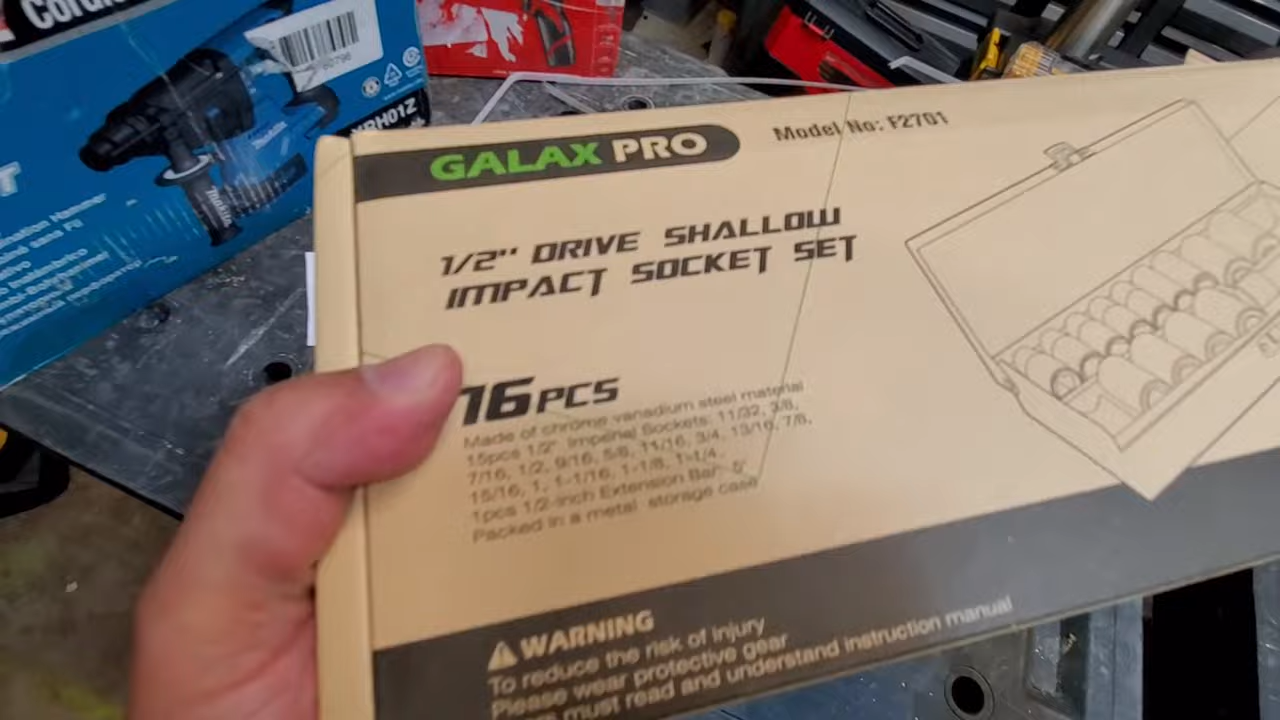 Cordl
XRH01Z
makita
GALAX PRO
Model No: F2701
1/2" DRIVE SHALLOW
IMPACT SOCKET SET
16PCS
Made of chrome vanadium steel material
15pcs 1/2" Imperial Sockets: 11/32, 3/8,
7/16, 1/2, 9/16, 5/8, 11/16, 3/4, 13/16, 7/8,
15/16, 1, 1-1/16, 1-1/8, 1-1/4,
1pcs 1/2-inch Extension Bar: 5"
Packed in a metal storage case
WARNING
To reduce the risk of injury
Please wear protective gear
must read and understand instruction manual